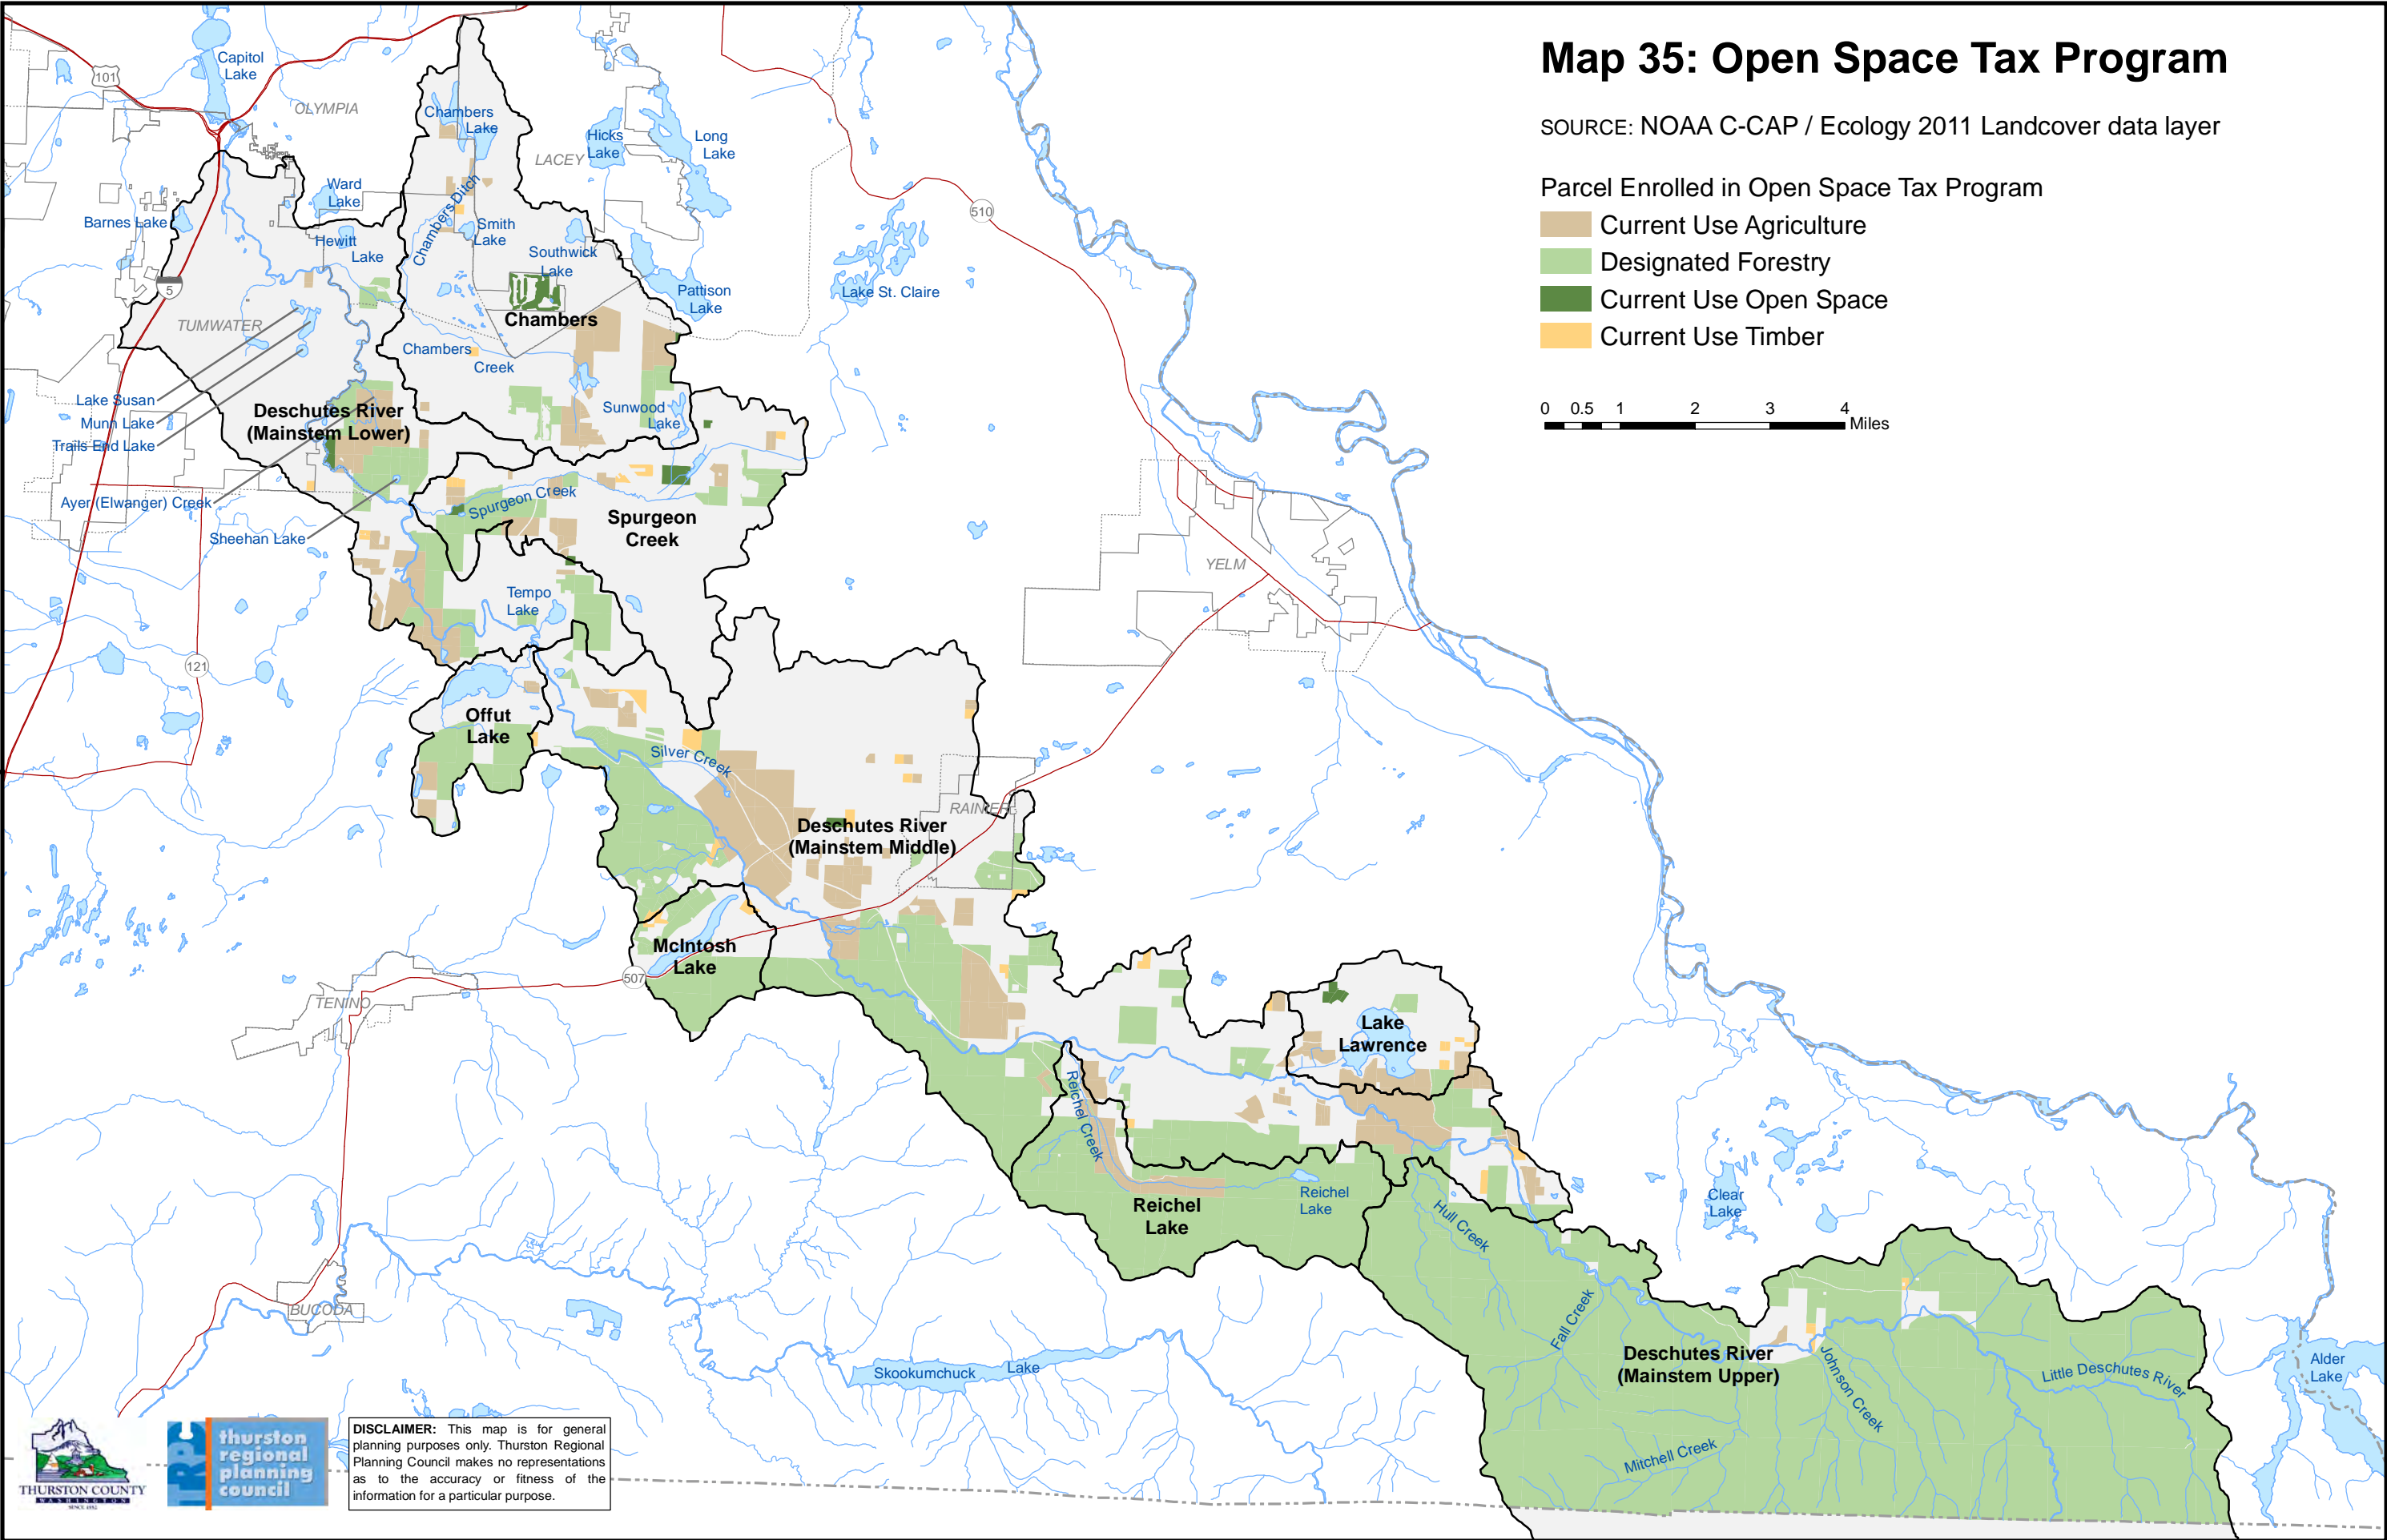 Map 35: Open Space Tax Program
SOURCE: NOAA C-CAP / Ecology 2011 Landcover data layer
Parcel Enrolled in Open Space Tax Program
Current Use Agriculture
Designated Forestry
Current Use Open Space
Current Use Timber
0 0.5 1 2 3 4
Miles
Capitol
Lake
101
OLYMPIA
Chambers
Lake
Hicks
Lake
Long
Lake
LACEY
Ward
Lake
Barnes Lake
Chambers Ditch
Smith
Lake
Hewitt
Lake
Southwick
Lake
510
5
Pattison
Lake
Lake St. Claire
TUMWATER
Chambers
Chambers
Creek
Lake Susan
Munn Lake
Trails End Lake
Deschutes River
(Mainstem Lower)
Sunwood
Lake
Ayer (Elwanger) Creek
Spurgeon Creek
Sheehan Lake
Spurgeon
Creek
YELM
Tempo
Lake
121
Offut
Lake
Silver Creek
RAINIER
Deschutes River
(Mainstem Middle)
McIntosh
Lake
507
TENINO
Lake
Lawrence
Reichel Creek
Reichel
Lake
Reichel
Lake
Hull Creek
Clear
Lake
BUCODA
Fall Creek
Deschutes River
(Mainstem Upper)
Johnson Creek
Little Deschutes River
Alder
Lake
Skookumchuck Lake
Mitchell Creek
THURSTON COUNTY
WASHINGTON
SINCE 1852
TRPC
thurston
regional
planning
council
DISCLAIMER: This map is for general
planning purposes only. Thurston Regional
Planning Council makes no representations
as to the accuracy or fitness of the
information for a particular purpose.